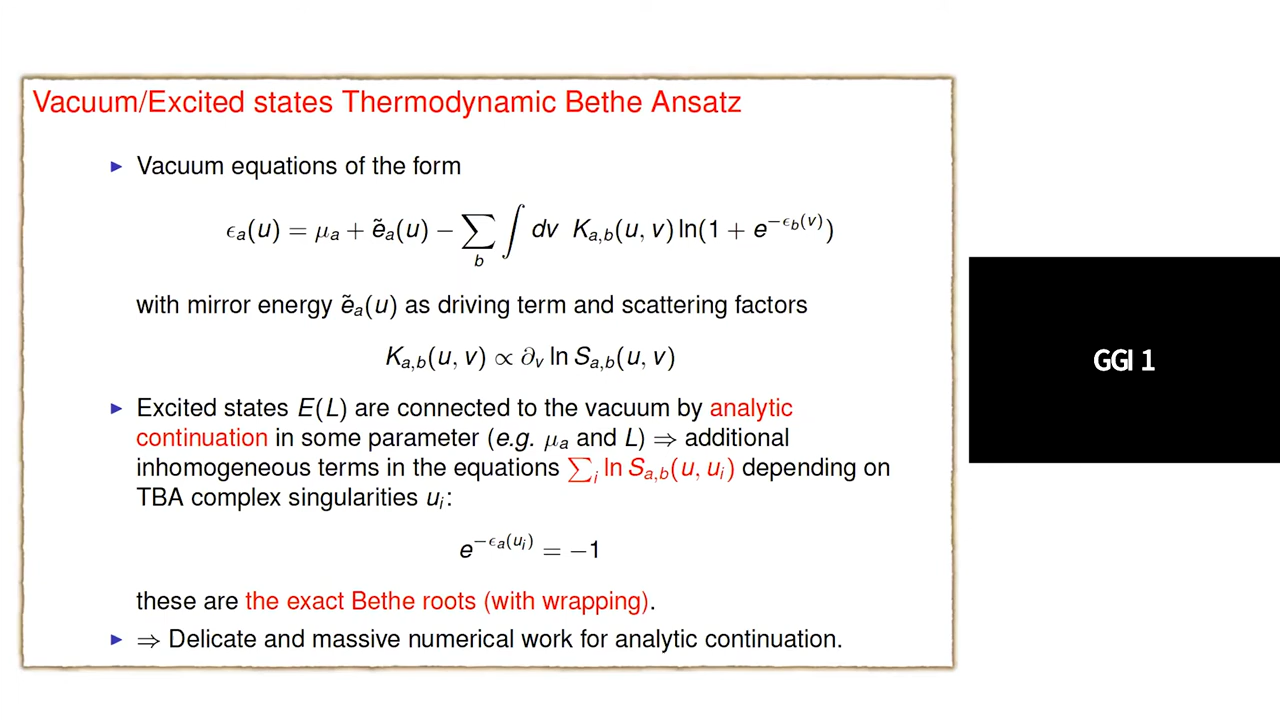 Vacuum/Excited states Thermodynamic Bethe Ansatz
▶ Vacuum equations of the form
ϵ_a(u) = μ_a + ẽ_a(u) − ∑_b ∫ dv K_{a,b}(u, v) ln(1 + e^{−ϵ_b(v)})
with mirror energy ẽ_a(u) as driving term and scattering factors
K_{a,b}(u, v) ∝ ∂_v ln S_{a,b}(u, v)
▶ Excited states E(L) are connected to the vacuum by analytic
continuation in some parameter (e.g. μ_a and L) ⇒ additional
inhomogeneous terms in the equations ∑_i ln S_{a,b}(u, u_i) depending on
TBA complex singularities u_i:
e^{−ϵ_a(u_i)} = −1
these are the exact Bethe roots (with wrapping).
▶ ⇒ Delicate and massive numerical work for analytic continuation.
GGI 1